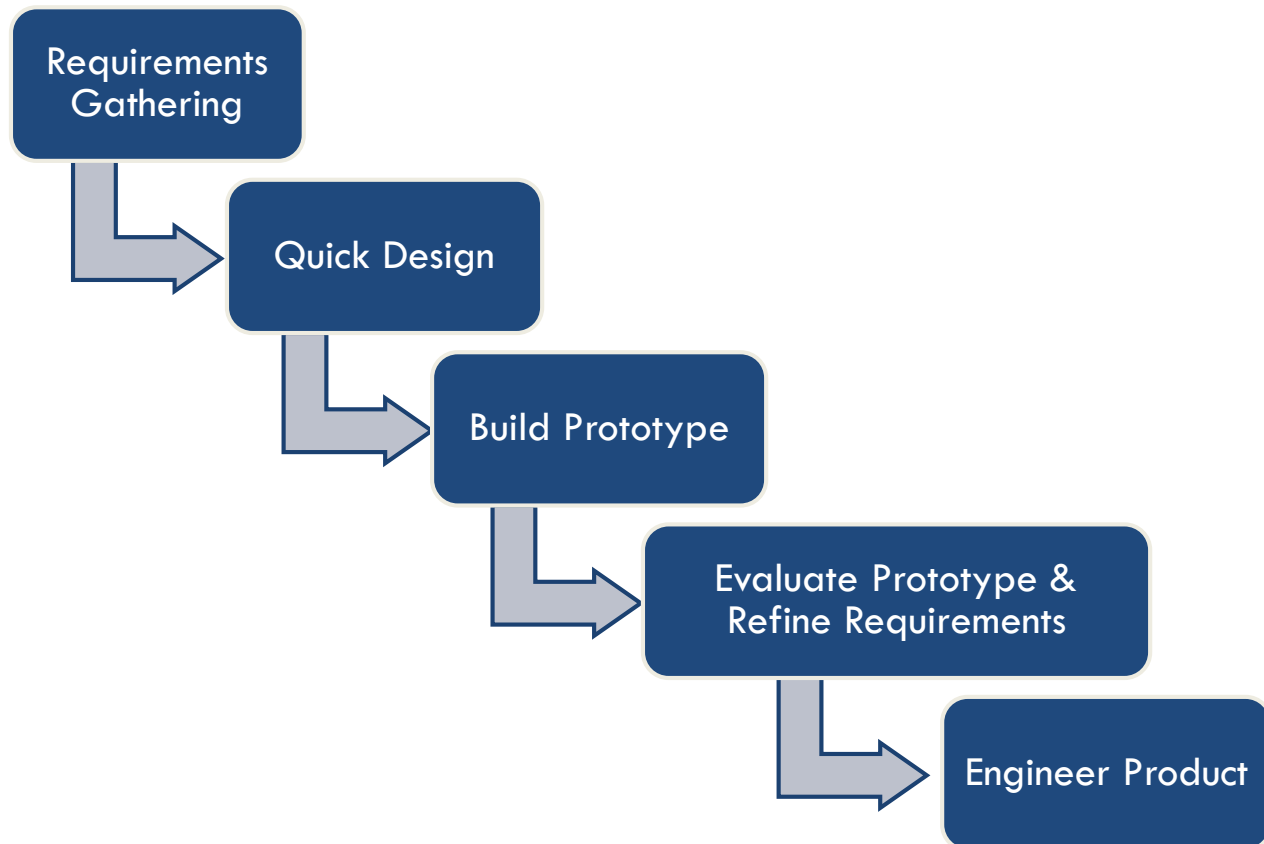 Requirements
Gathering
Quick Design
Build Prototype
Evaluate Prototype &
Refine Requirements
Engineer Product